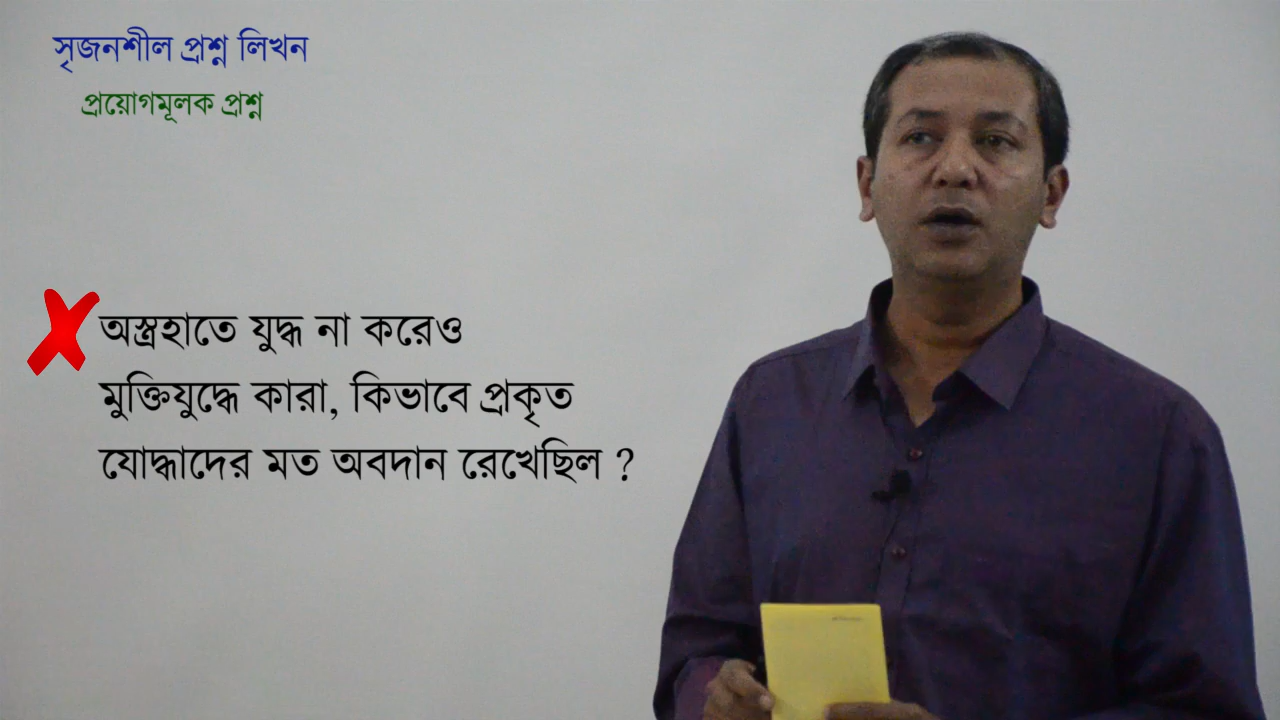 সৃজনশীল প্রশ্ন লিখন
প্রয়োগমূলক প্রশ্ন
অস্ত্রহাতে যুদ্ধ না করেও
মুক্তিযুদ্ধে কারা, কিভাবে প্রকৃত
যোদ্ধাদের মত অবদান রেখেছিল ?